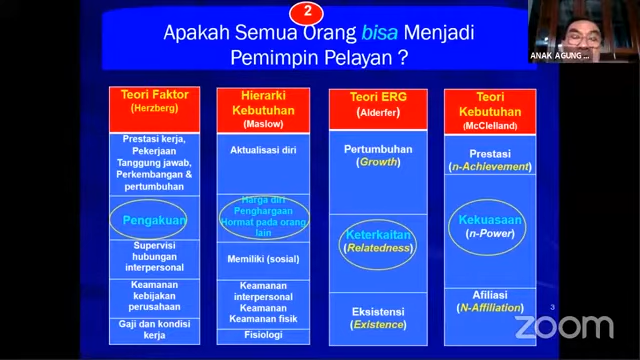 2
Apakah Semua Orang bisa Menjadi
Pemimpin Pelayan ?
ANAK AGUNG ...
Teori Faktor
(Herzberg)
Prestasi kerja,
Pekerjaan
Tanggung jawab,
Perkembangan &
pertumbuhan
Pengakuan
Supervisi
hubungan
interpersonal
Keamanan
kebijakan
perusahaan
Gaji dan kondisi
kerja
Hierarki
Kebutuhan
(Maslow)
Aktualisasi diri
Harga diri
Penghargaan
Hormat pada orang
lain
Memiliki (sosial)
Keamanan
interpersonal
Keamanan
Keamanan fisik
Fisiologi
Teori ERG
(Alderfer)
Pertumbuhan
(Growth)
Keterkaitan
(Relatedness)
Eksistensi
(Existence)
Teori
Kebutuhan
(McClelland)
Prestasi
(n-Achievement)
Kekuasaan
(n-Power)
Afiliasi
(N-Affiliation)
3
zoom